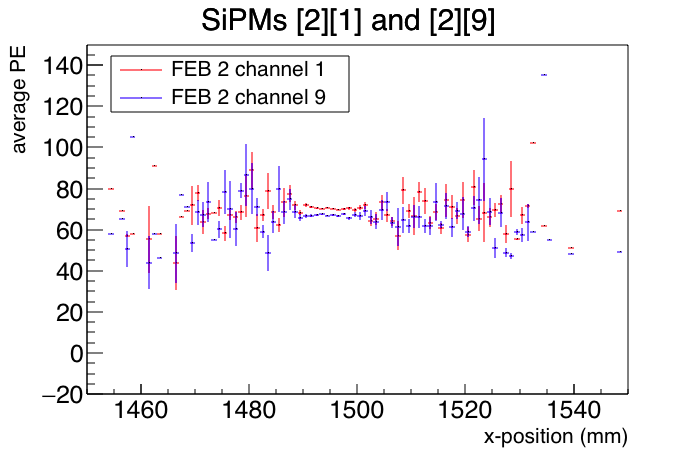 SiPMs [2][1] and [2][9]
average PE
FEB 2 channel 1
FEB 2 channel 9
140
120
100
80
60
40
20
0
−20
1460 1480 1500 1520 1540
x-position (mm)